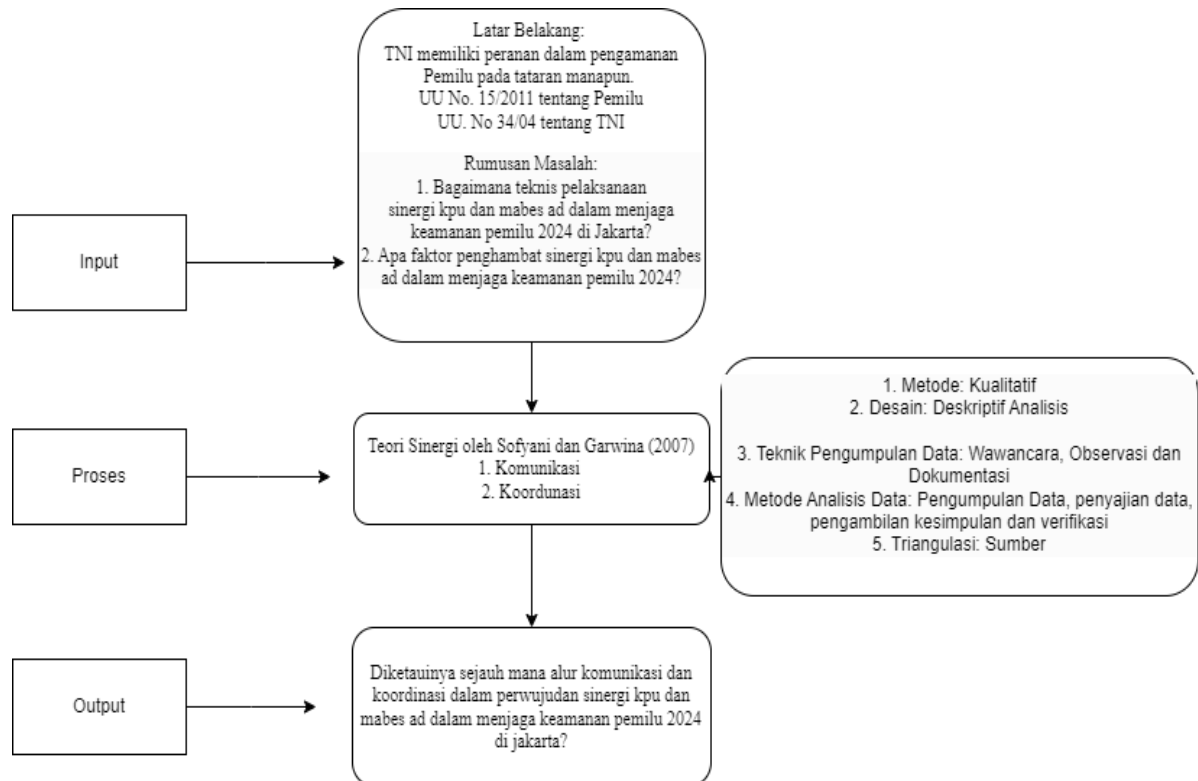 Latar Belakang:
TNI memiliki peranan dalam pengamanan
Pemilu pada tataran manapun.
UU No. 15/2011 tentang Pemilu
UU. No 34/04 tentang TNI
Rumusan Masalah:
1. Bagaimana teknis pelaksanaan
sinergi kpu dan mabes ad dalam menjaga
keamanan pemilu 2024 di Jakarta?
2. Apa faktor penghambat sinergi kpu dan mabes
ad dalam menjaga keamanan pemilu 2024?
Input
Proses
Teori Sinergi oleh Sofyani dan Garwina (2007)
1. Komunikasi
2. Koordunasi
1. Metode: Kualitatif
2. Desain: Deskriptif Analisis
3. Teknik Pengumpulan Data: Wawancara, Observasi dan
Dokumentasi
4. Metode Analisis Data: Pengumpulan Data, penyajian data,
pengambilan kesimpulan dan verifikasi
5. Triangulasi: Sumber
Output
Diketauinya sejauh mana alur komunikasi dan
koordinasi dalam perwujudan sinergi kpu dan
mabes ad dalam menjaga keamanan pemilu 2024
di jakarta?